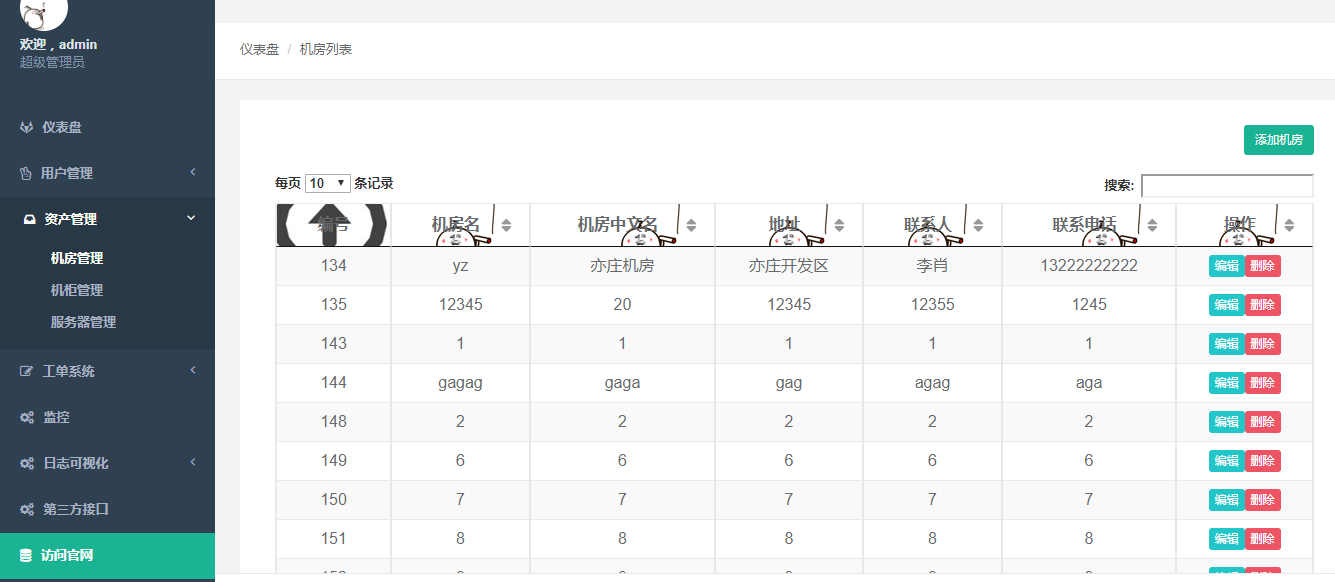 欢迎，admin
超级管理员
仪表盘
用户管理
资产管理
机房管理
机柜管理
服务器管理
工单系统
监控
日志可视化
第三方接口
访问官网
仪表盘 / 机房列表
添加机房
每页 10 条记录 搜索:
编号 机房名 机房中文名 地址 联系人 联系电话 操作
134 yz 亦庄机房 亦庄开发区 李肖 13222222222 编辑 删除
135 12345 20 12345 12355 1245 编辑 删除
143 1 1 1 1 1 编辑 删除
144 gagag gaga gag agag aga 编辑 删除
148 2 2 2 2 2 编辑 删除
149 6 6 6 6 6 编辑 删除
150 7 7 7 7 7 编辑 删除
151 8 8 8 8 8 编辑 删除